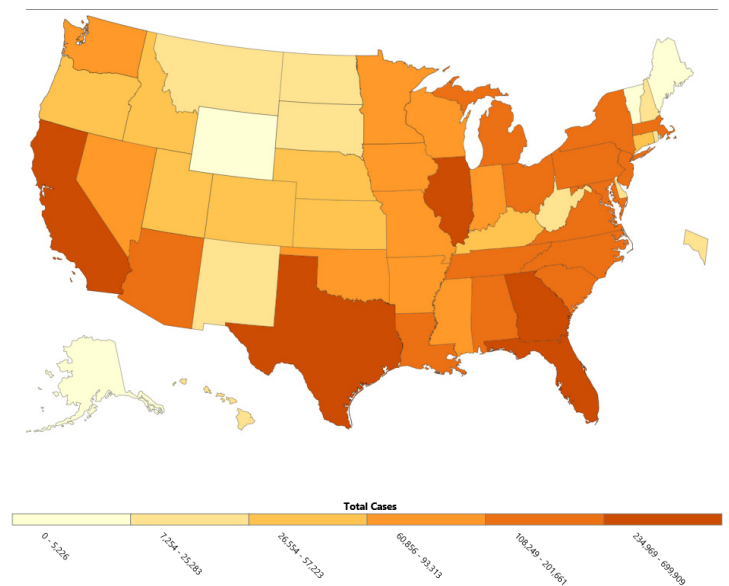 Total Cases
0 - 5,226
7,254 - 25,283
26,554 - 57,223
60,856 - 93,313
108,249 - 201,661
234,969 - 699,909